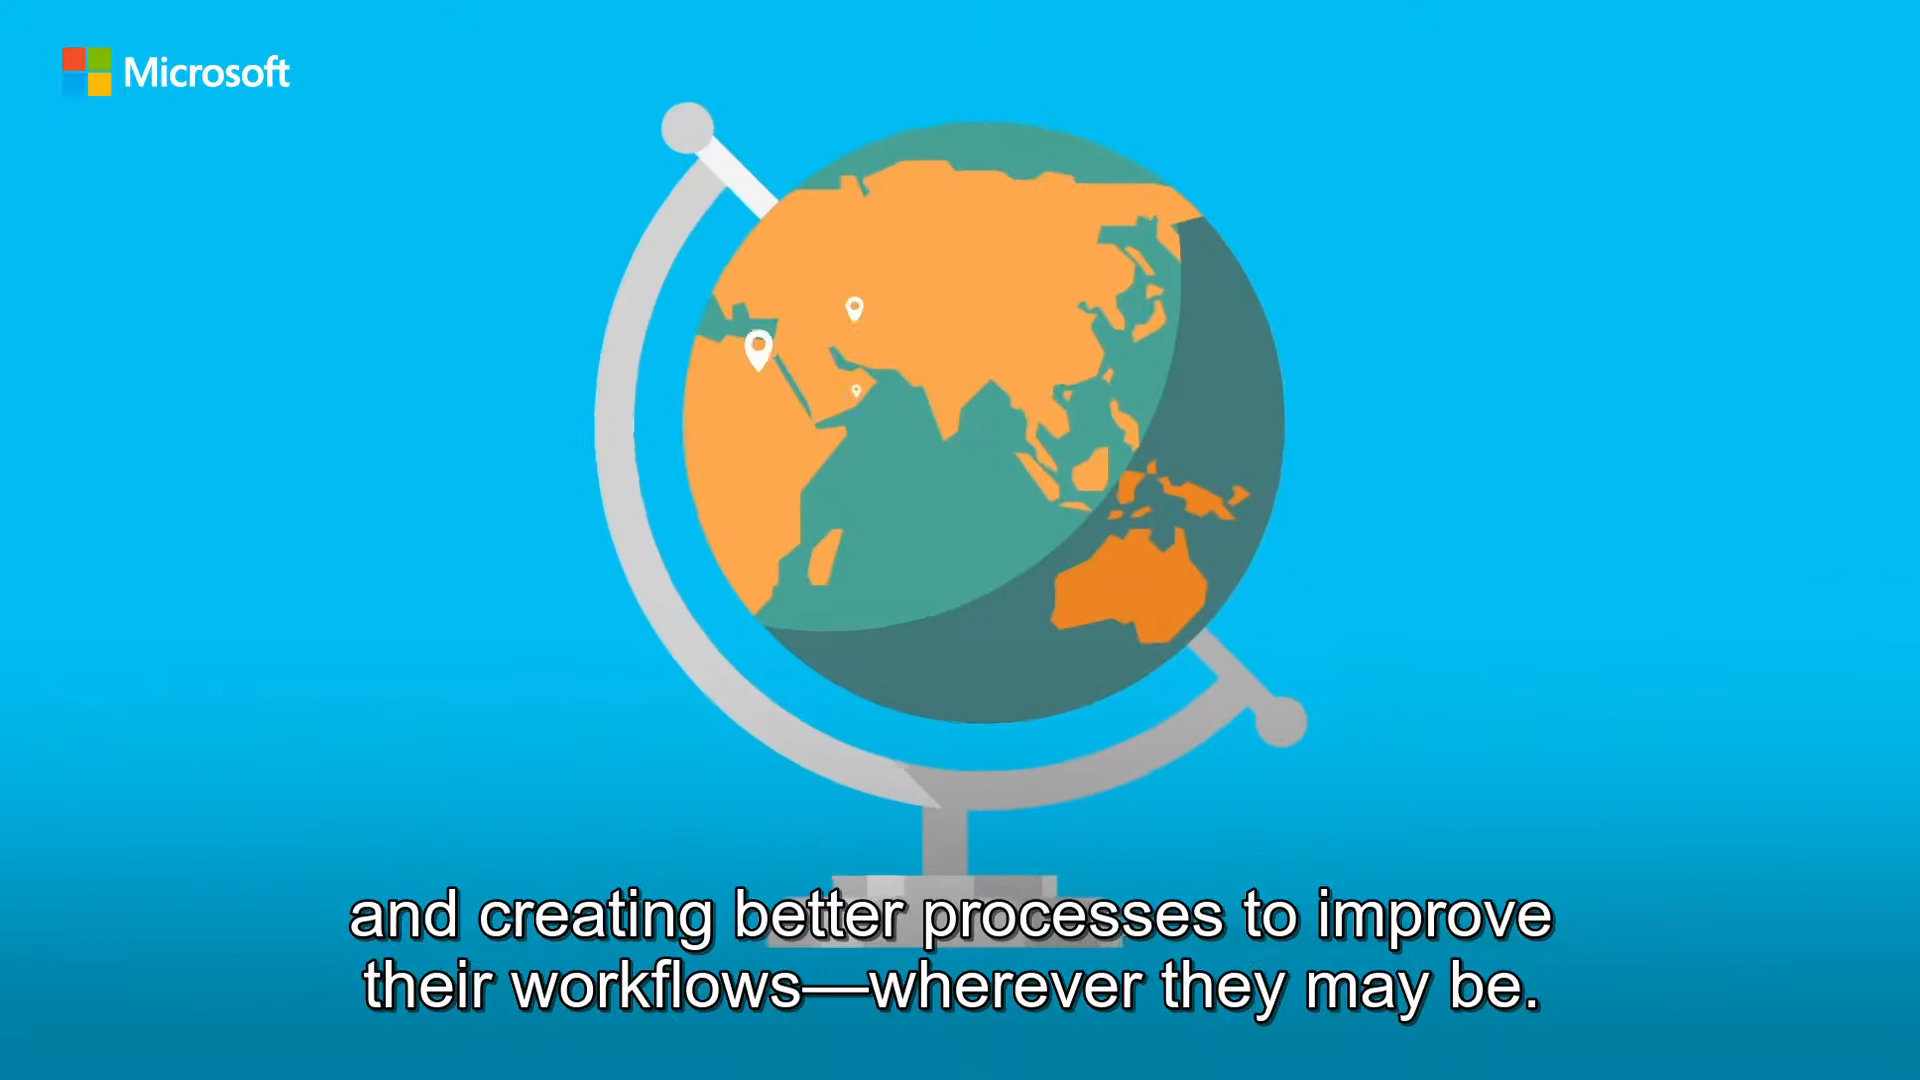 Microsoft
and creating better processes to improve
their workflows—wherever they may be.